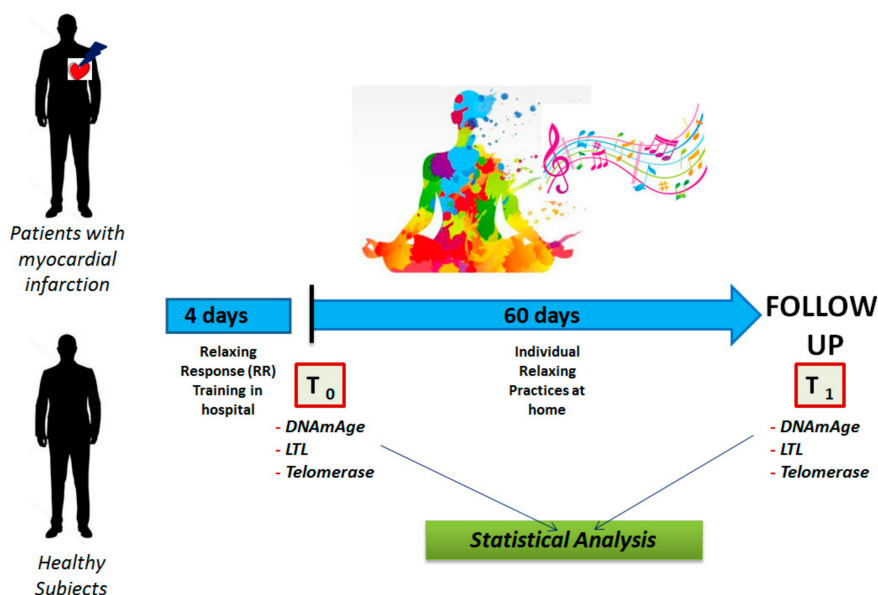 Patients with
myocardial
infarction
4 days
60 days
FOLLOW
UP
Relaxing
Response (RR)
Training in
hospital
Individual
Relaxing
Practices at
home
T0
- DNAmAge
- LTL
- Telomerase
T1
- DNAmAge
- LTL
- Telomerase
Statistical Analysis
Healthy
Subjects